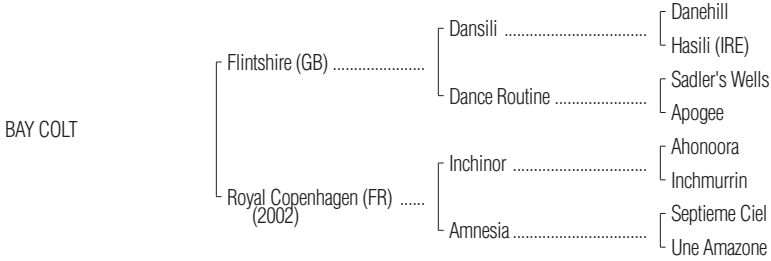 Danehill
Dansili ..................................
Hasili (IRE)
Flintshire (GB) ......................
Sadler's Wells
Dance Routine ......................
Apogee
BAY COLT
Ahonoora
Inchinor ................................
Inchmurrin
Royal Copenhagen (FR) ......
(2002)
Septieme Ciel
Amnesia ................................
Une Amazone